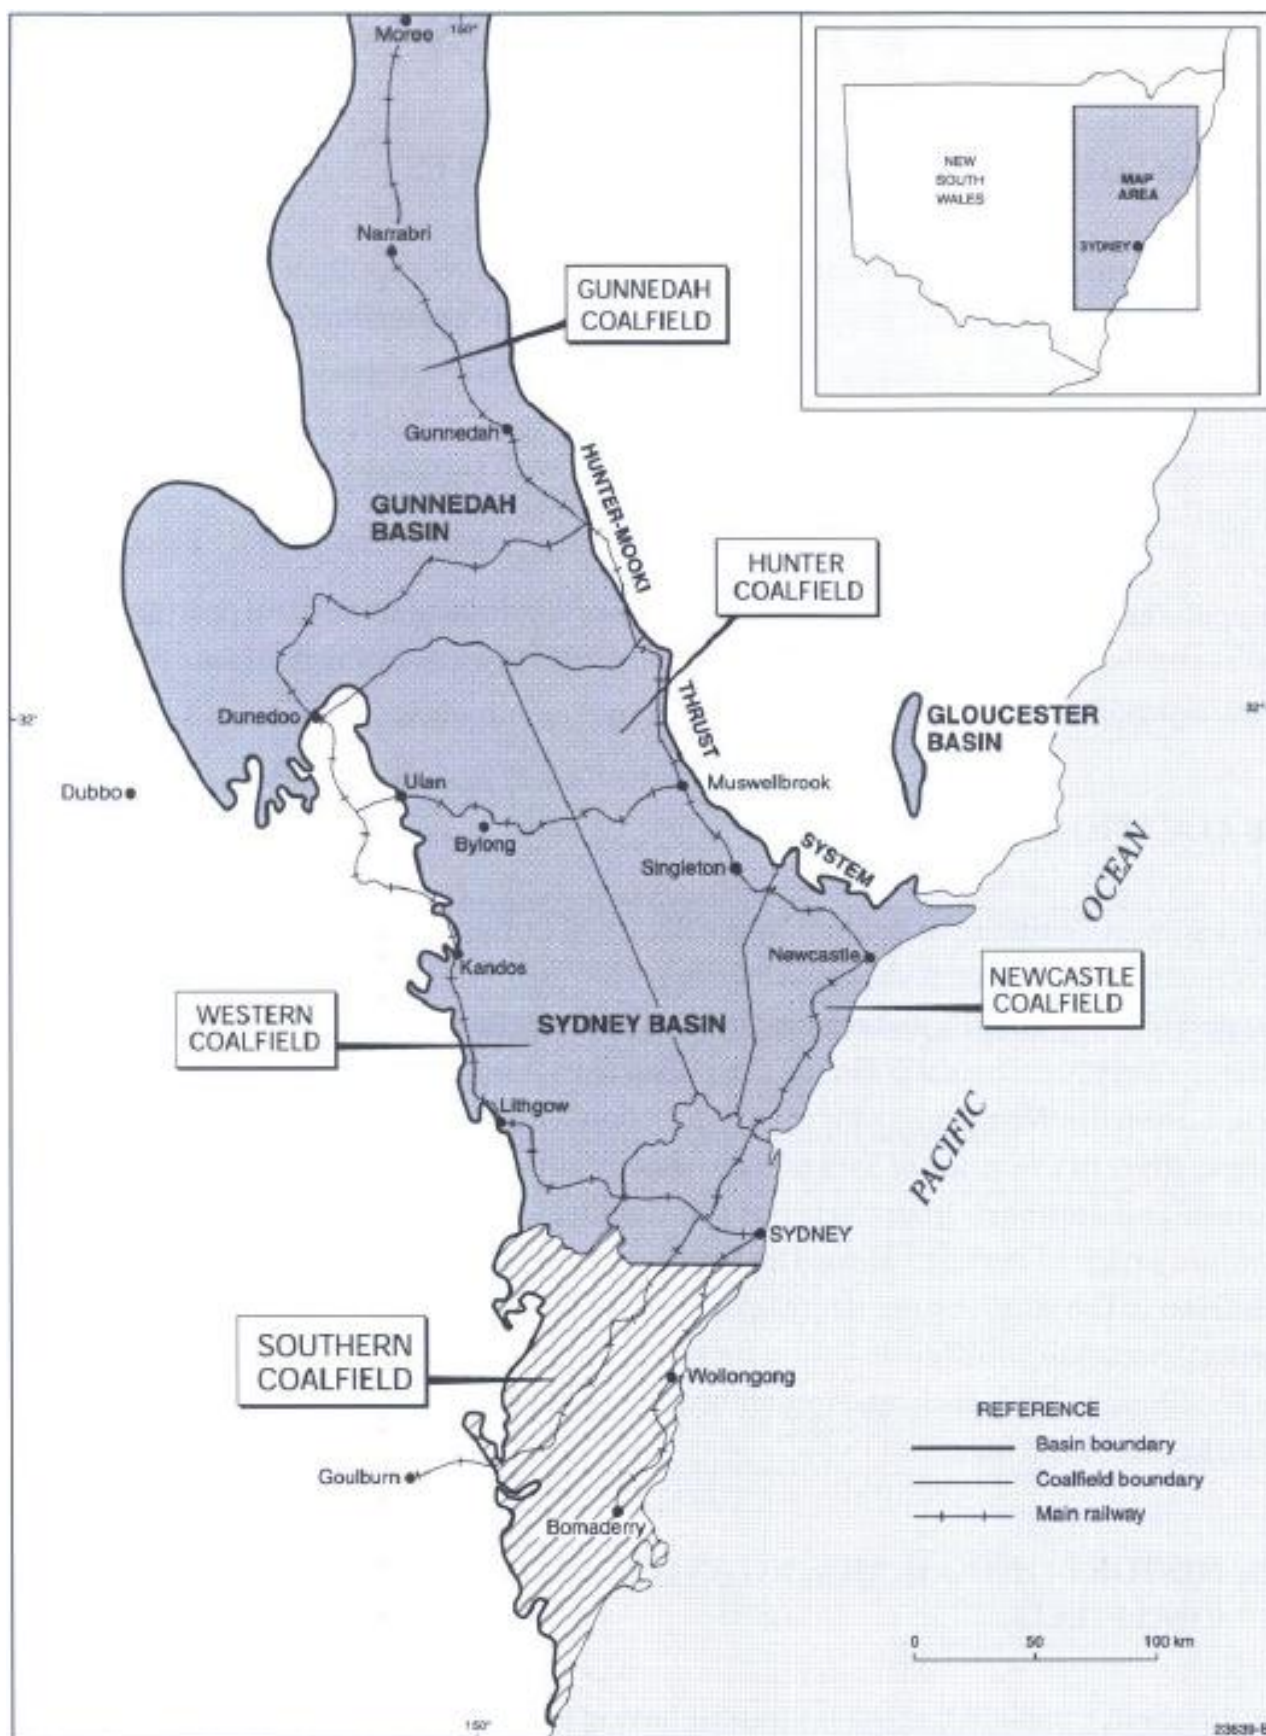 Moree
150°
NEW
SOUTH
WALES
MAP
AREA
SYDNEY
Narrabri
GUNNEDAH
COALFIELD
Gunnedah
HUNTER-MOOKI
GUNNEDAH
BASIN
HUNTER
COALFIELD
THRUST
Dunedoo
32°
32°
GLOUCESTER
BASIN
Dubbo
Ulan
Muswellbrook
Bylong
Singleton
SYSTEM
OCEAN
Newcastle
Kandos
NEWCASTLE
COALFIELD
WESTERN
COALFIELD
SYDNEY BASIN
Lithgow
PACIFIC
SYDNEY
SOUTHERN
COALFIELD
Wollongong
REFERENCE
Basin boundary
Coalfield boundary
Main railway
Goulburn
Bomaderry
0 50 100 km
150°